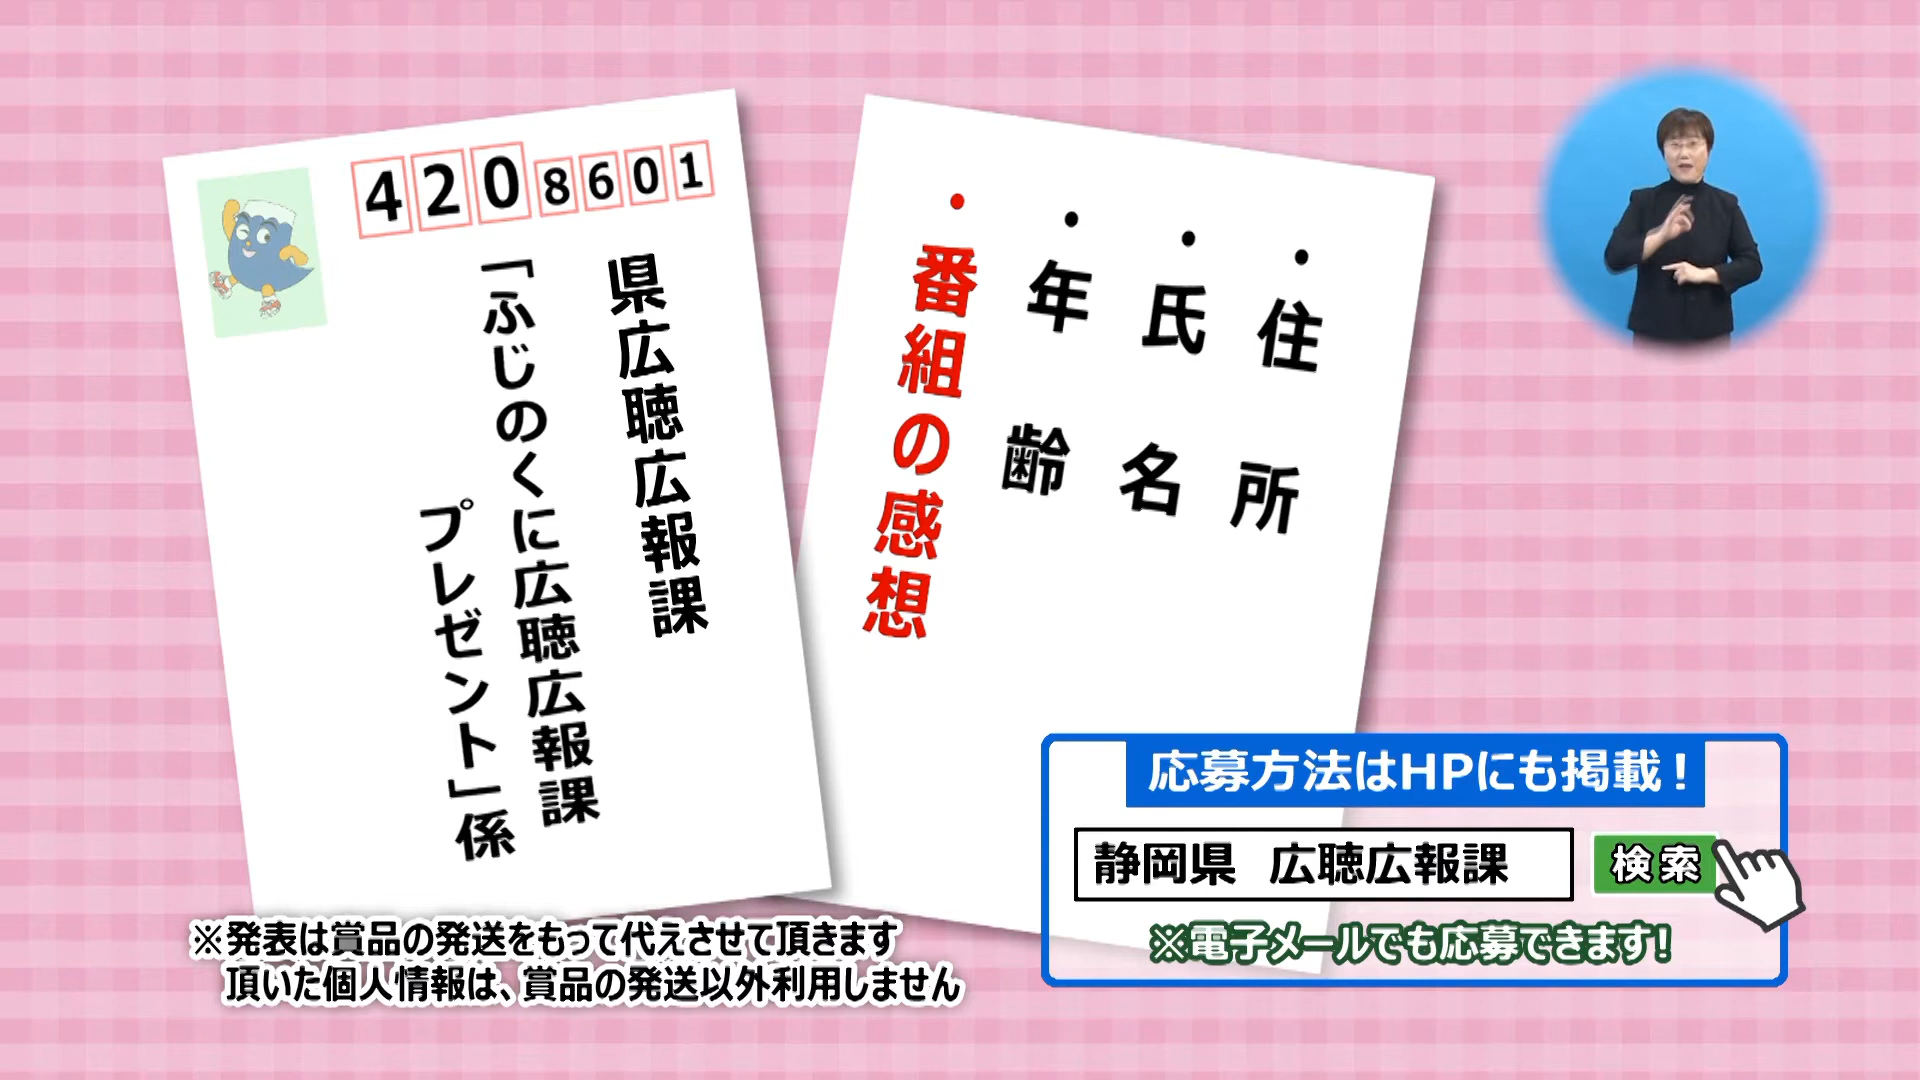 4208601
県広聴広報課
「ふじのくに広聴広報課
プレゼント」係
・住所
・氏名
・年齢
・番組の感想
応募方法はHPにも掲載！
静岡県 広聴広報課
検索
※電子メールでも応募できます！
※発表は賞品の発送をもって代えさせて頂きます
頂いた個人情報は、賞品の発送以外利用しません